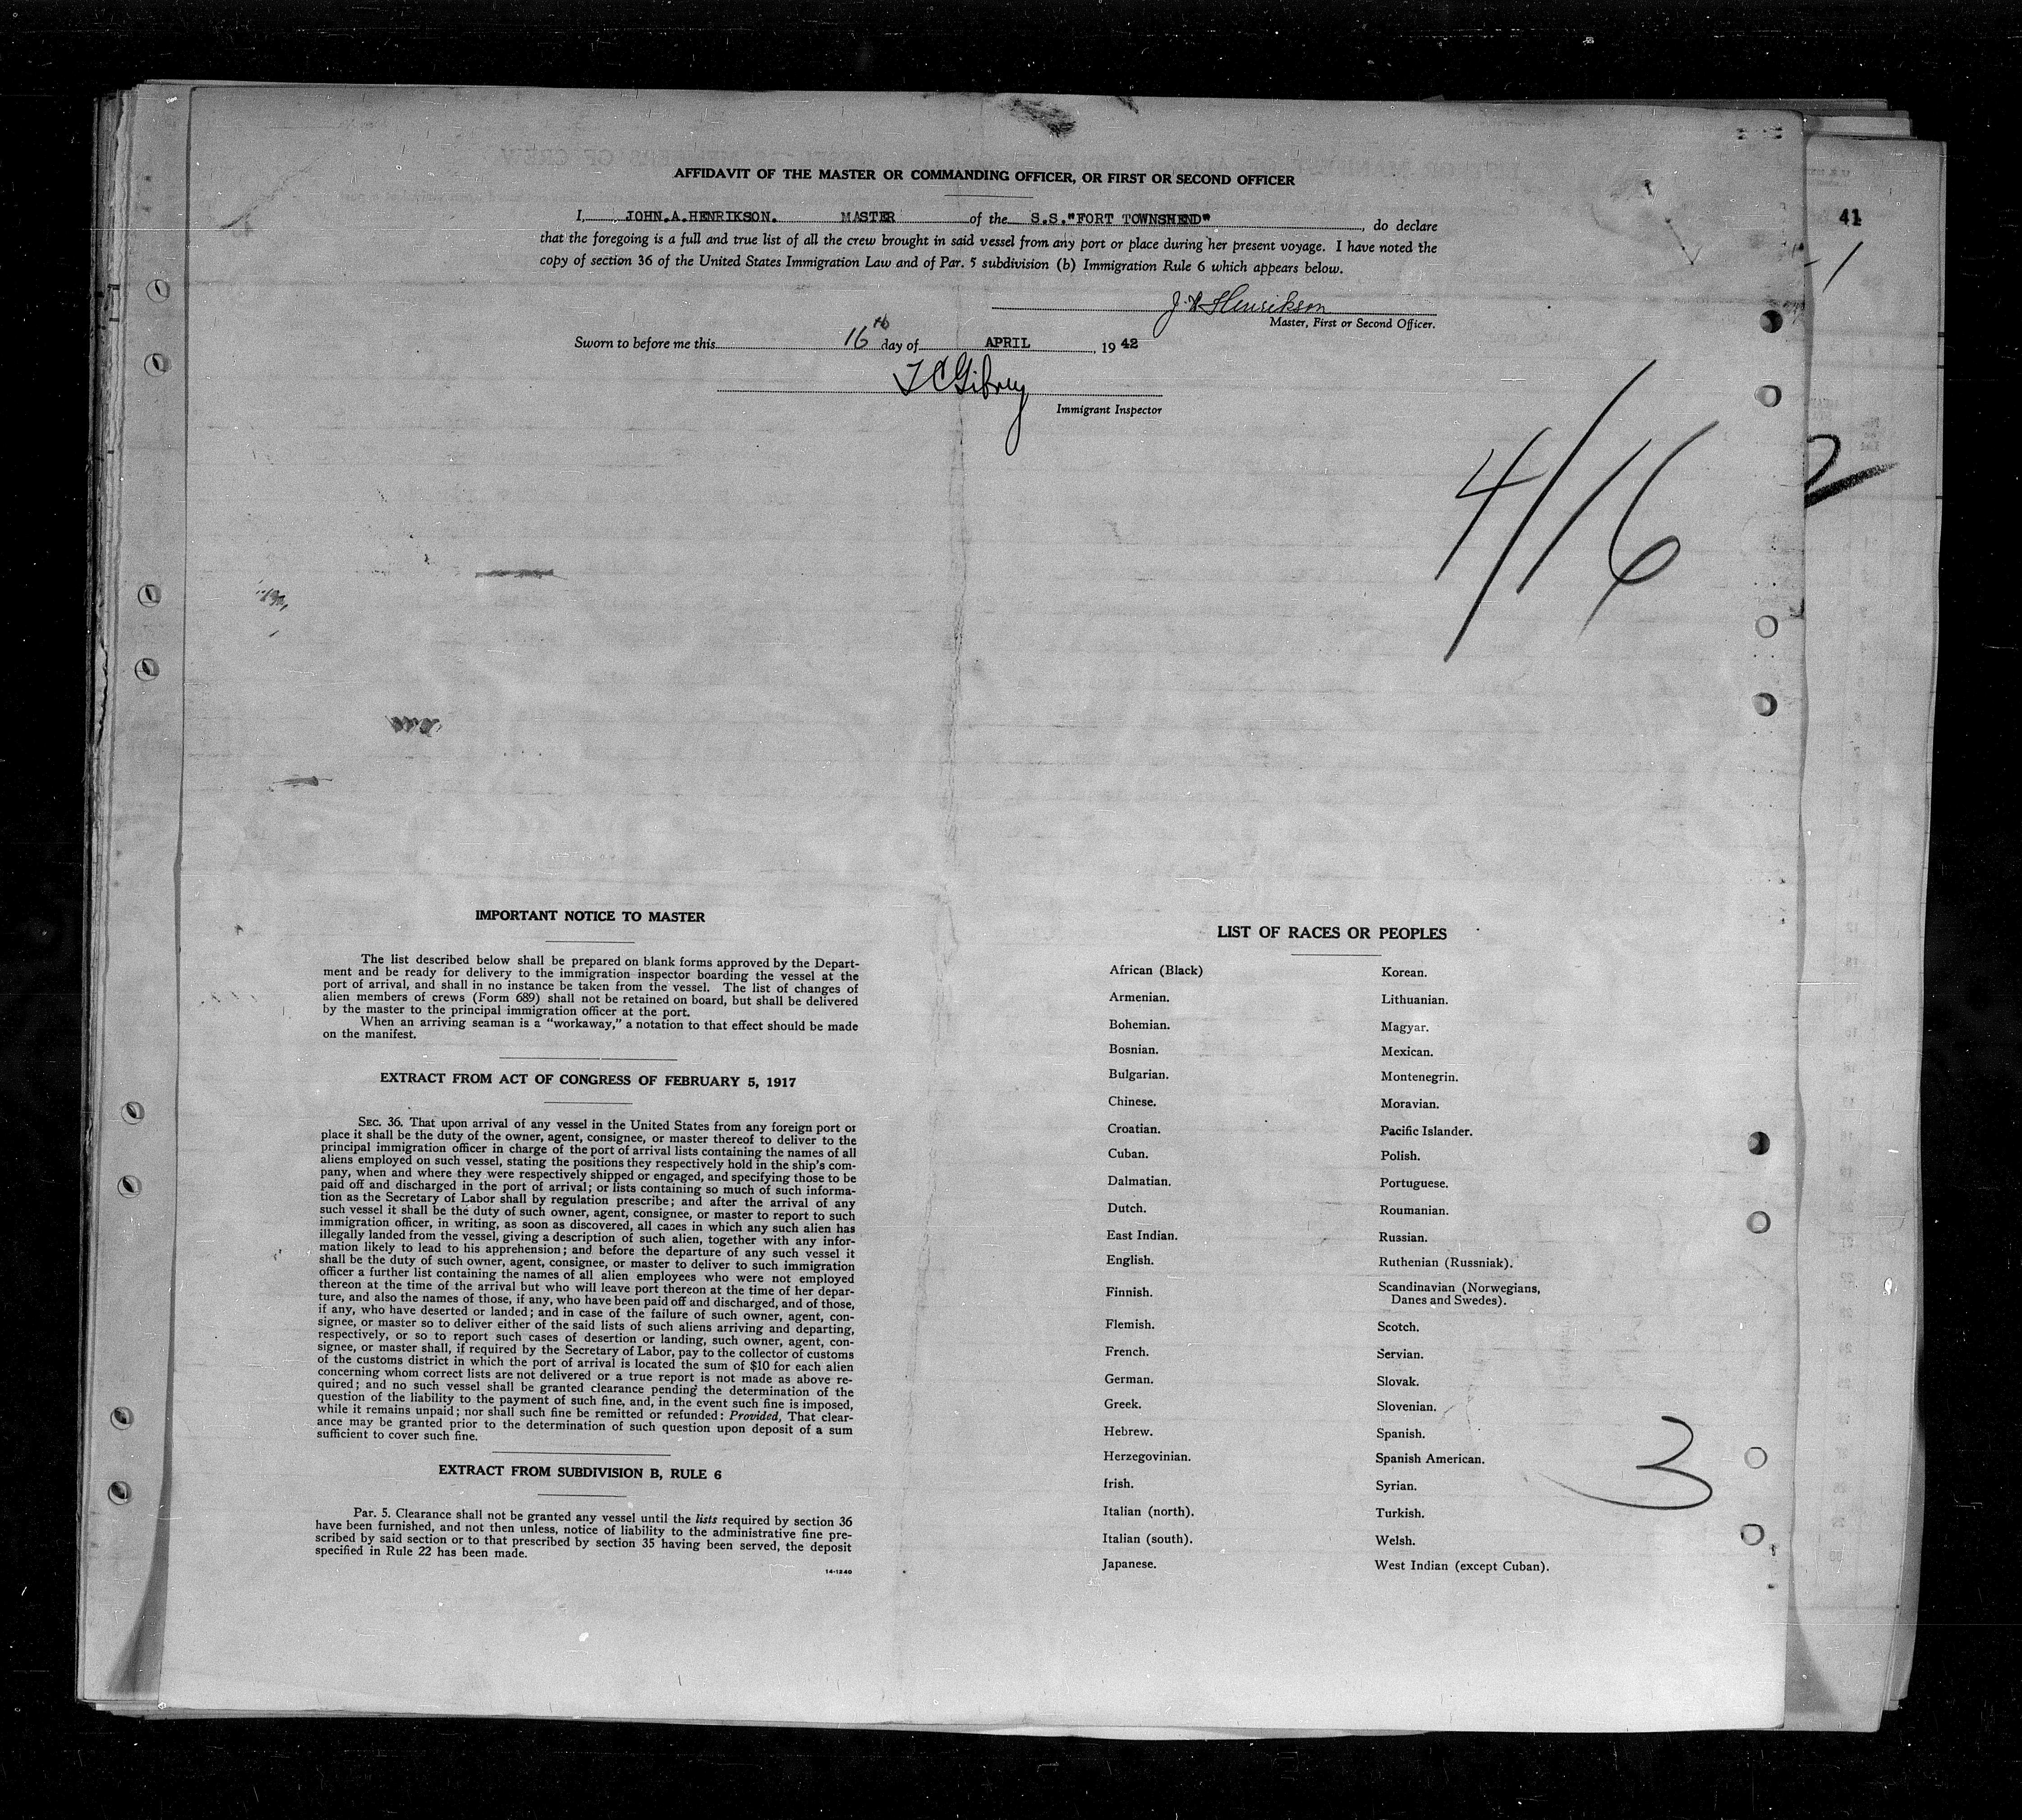 AFFIDAVIT OF THE MASTER OR COMMANDING OFFICER, OR FIRST OR SECOND OFFICER
I, JOHN.A.HENRIKSON. MASTER of the S.S."FORT TOWNSHEND", do declare
that the foregoing is a full and true list of all the crew brought in said vessel from any port or place during her present voyage. I have noted the
copy of section 36 of the United States Immigration Law and of Par. 5 subdivision (b) Immigration Rule 6 which appears below.
J. A. Henrikson
Master, First or Second Officer.
Sworn to before me this 16th day of APRIL, 1942
Immigrant Inspector
41
1
4/16
2
IMPORTANT NOTICE TO MASTER
The list described below shall be prepared on blank forms approved by the Depart-
ment and be ready for delivery to the immigration inspector boarding the vessel at the
port of arrival, and shall in no instance be taken from the vessel. The list of changes of
alien members of crews (Form 689) shall not be retained on board, but shall be delivered
by the master to the principal immigration officer at the port.
When an arriving seaman is a "workaway," a notation to that effect should be made
on the manifest.
EXTRACT FROM ACT OF CONGRESS OF FEBRUARY 5, 1917
SEC. 36. That upon arrival of any vessel in the United States from any foreign port or
place it shall be the duty of the owner, agent, consignee, or master thereof to deliver to the
principal immigration officer in charge of the port of arrival lists containing the names of all
aliens employed on such vessel, stating the positions they respectively hold in the ship's com-
pany, when and where they were respectively shipped or engaged, and specifying those to be
paid off and discharged in the port of arrival; or lists containing so much of such informa-
tion as the Secretary of Labor shall by regulation prescribe; and after the arrival of any
such vessel it shall be the duty of such owner, agent, consignee, or master to report to such
immigration officer, in writing, as soon as discovered, all cases in which any such alien has
illegally landed from the vessel, giving a description of such alien, together with any infor-
mation likely to lead to his apprehension; and before the departure of any such vessel it
shall be the duty of such owner, agent, consignee, or master to deliver to such immigration
officer a further list containing the names of all alien employees who were not employed
thereon at the time of the arrival but who will leave port thereon at the time of her depar-
ture, and also the names of those, if any, who have been paid off and discharged, and of those,
if any, who have deserted or landed; and in case of the failure of such owner, agent, con-
signee, or master so to deliver either of the said lists of such aliens arriving and departing,
respectively, or so to report such cases of desertion or landing, such owner, agent, con-
signee, or master shall, if required by the Secretary of Labor, pay to the collector of customs
of the customs district in which the port of arrival is located the sum of $10 for each alien
concerning whom correct lists are not delivered or a true report is not made as above re-
quired; and no such vessel shall be granted clearance pending the determination of the
question of the liability to the payment of such fine, and, in the event such fine is imposed,
while it remains unpaid; nor shall such fine be remitted or refunded: Provided, That clear-
ance may be granted prior to the determination of such question upon deposit of a sum
sufficient to cover such fine.
EXTRACT FROM SUBDIVISION B, RULE 6
Par. 5. Clearance shall not be granted any vessel until the lists required by section 36
have been furnished, and not then unless, notice of liability to the administrative fine pre-
scribed by said section or to that prescribed by section 35 having been served, the deposit
specified in Rule 22 has been made.
14-1240
LIST OF RACES OR PEOPLES
African (Black)
Armenian.
Bohemian.
Bosnian.
Bulgarian.
Chinese.
Croatian.
Cuban.
Dalmatian.
Dutch.
East Indian.
English.
Finnish.
Flemish.
French.
German.
Greek.
Hebrew.
Herzegovinian.
Irish.
Italian (north).
Italian (south).
Japanese.
Korean.
Lithuanian.
Magyar.
Mexican.
Montenegrin.
Moravian.
Pacific Islander.
Polish.
Portuguese.
Roumanian.
Russian.
Ruthenian (Russniak).
Scandinavian (Norwegians,
Danes and Swedes).
Scotch.
Servian.
Slovak.
Slovenian.
Spanish.
Spanish American.
Syrian.
Turkish.
Welsh.
West Indian (except Cuban).
3